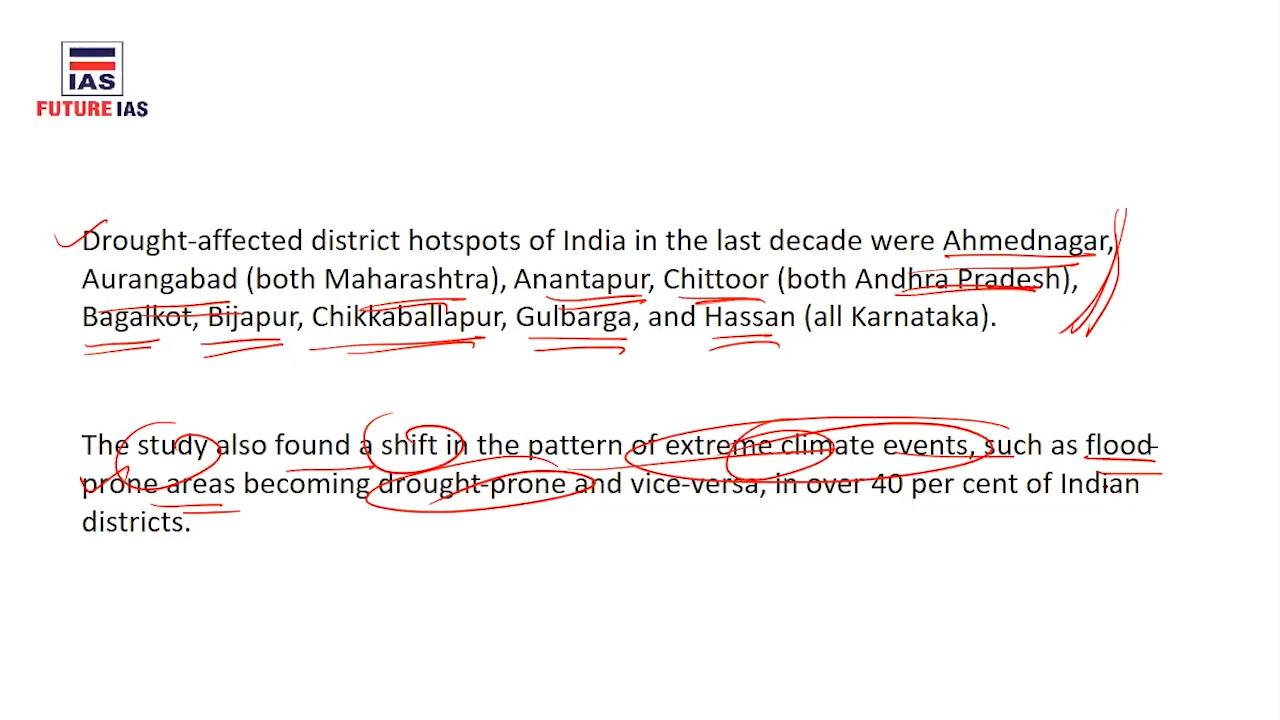 IAS
FUTURE IAS
Drought-affected district hotspots of India in the last decade were Ahmednagar,
Aurangabad (both Maharashtra), Anantapur, Chittoor (both Andhra Pradesh),
Bagalkot, Bijapur, Chikkaballapur, Gulbarga, and Hassan (all Karnataka).
The study also found a shift in the pattern of extreme climate events, such as flood-
prone areas becoming drought-prone and vice-versa, in over 40 per cent of Indian
districts.